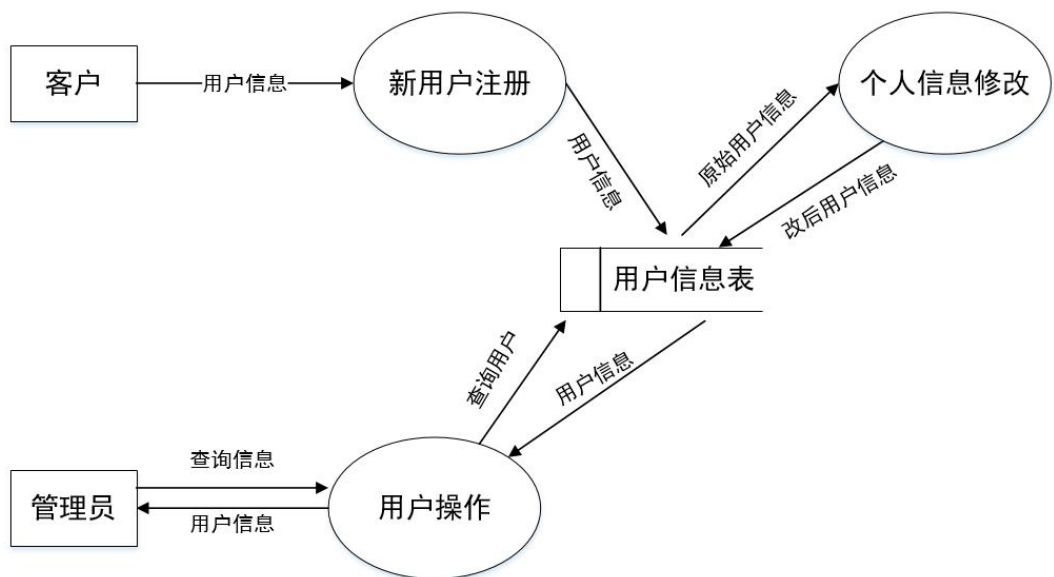 客户
用户信息
新用户注册
个人信息修改
用户信息
原始用户信息
改后用户信息
用户信息表
查询用户
用户信息
管理员
查询信息
用户信息
用户操作